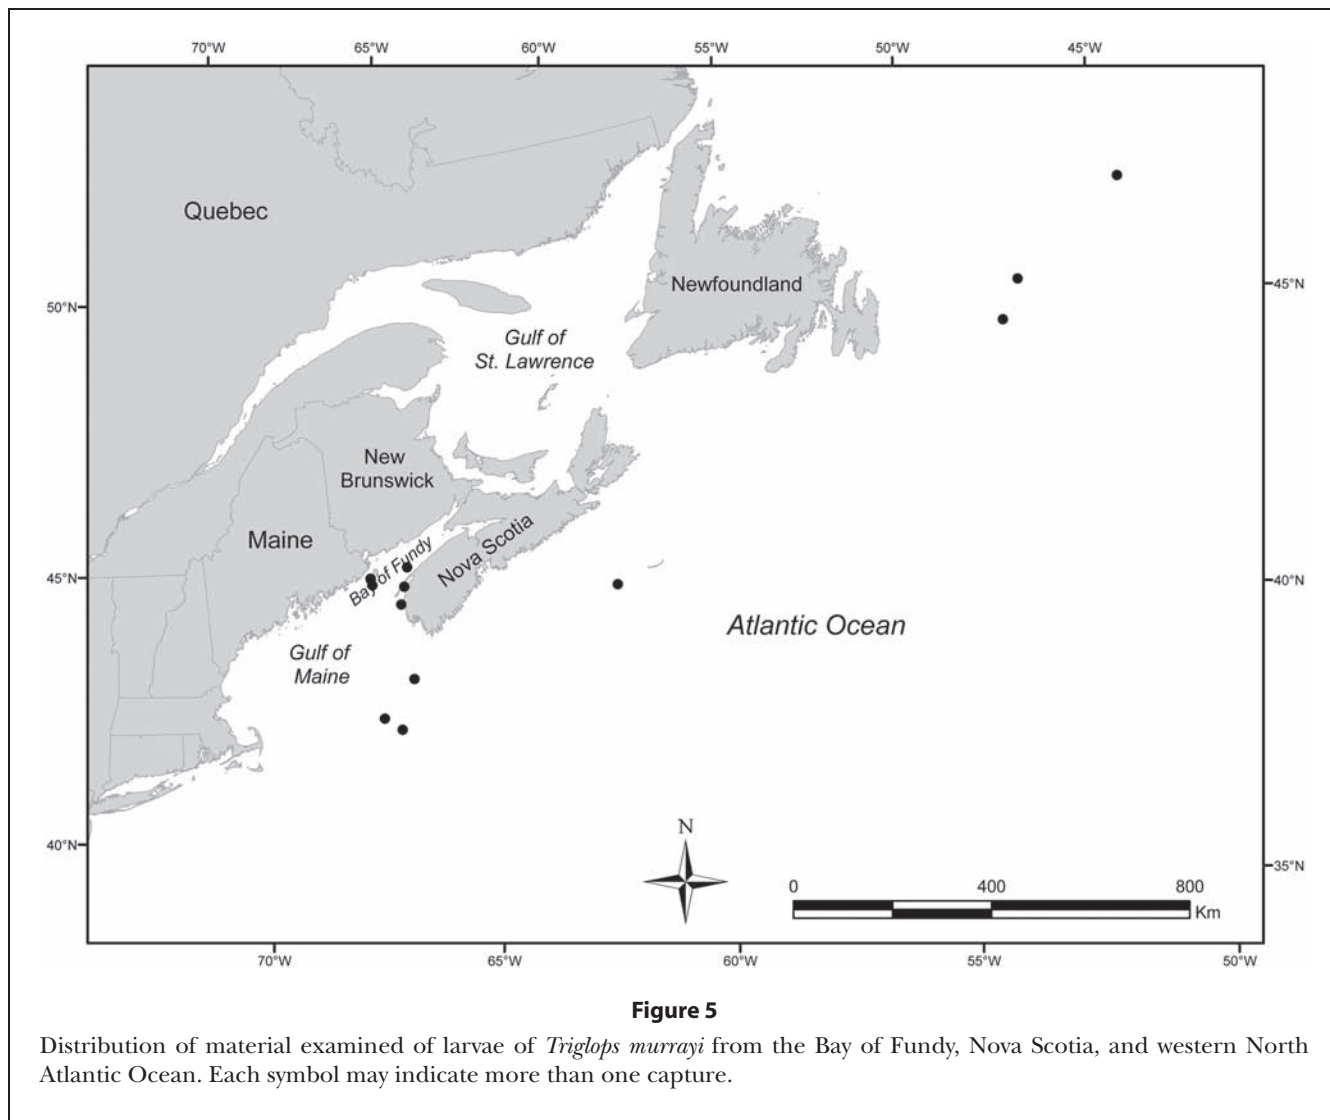 70°W 65°W 60°W 55°W 50°W 45°W
Quebec
Newfoundland
50°N
45°N
Gulf of
St. Lawrence
New
Brunswick
Maine
Bay of Fundy
Nova Scotia
45°N
40°N
Atlantic Ocean
Gulf of
Maine
N
40°N
35°N
0 400 800
Km
70°W 65°W 60°W 55°W 50°W
Figure 5
Distribution of material examined of larvae of Triglops murrayi from the Bay of Fundy, Nova Scotia, and western North
Atlantic Ocean. Each symbol may indicate more than one capture.